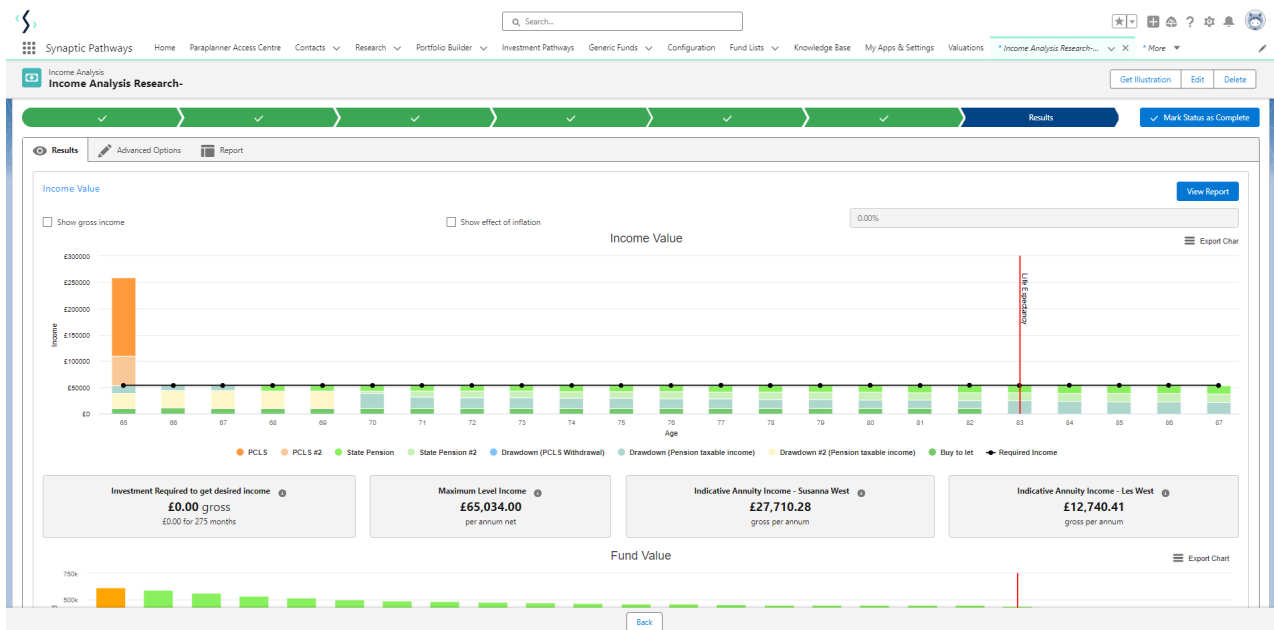 Search...
Synaptic Pathways Home Paraplanner Access Centre Contacts Research Portfolio Builder Investment Pathways Generic Funds Configuration Fund Lists Knowledge Base My Apps & Settings Valuations * Income Analysis Research-... * More
Income Analysis
Income Analysis Research-
Get Illustration Edit Delete
Results
Mark Status as Complete
Results Advanced Options Report
Income Value
View Report
Show gross income Show effect of inflation 0.00%
Income Value
Export Char
£300000
£250000
£200000
£150000
£100000
£50000
£0
Income
Life Expectancy
65 66 67 68 69 70 71 72 73 74 75 76 77 78 79 80 81 82 83 84 85 86 87
Age
PCLS PCLS #2 State Pension State Pension #2 Drawdown (PCLS Withdrawal) Drawdown (Pension taxable income) Drawdown #2 (Pension taxable income) Buy to let Required Income
Investment Required to get desired income
£0.00 gross
£0.00 for 275 months
Maximum Level Income
£65,034.00
per annum net
Indicative Annuity Income - Susanna West
£27,710.28
gross per annum
Indicative Annuity Income - Les West
£12,740.41
gross per annum
Fund Value
Export Chart
750k
500k
Back